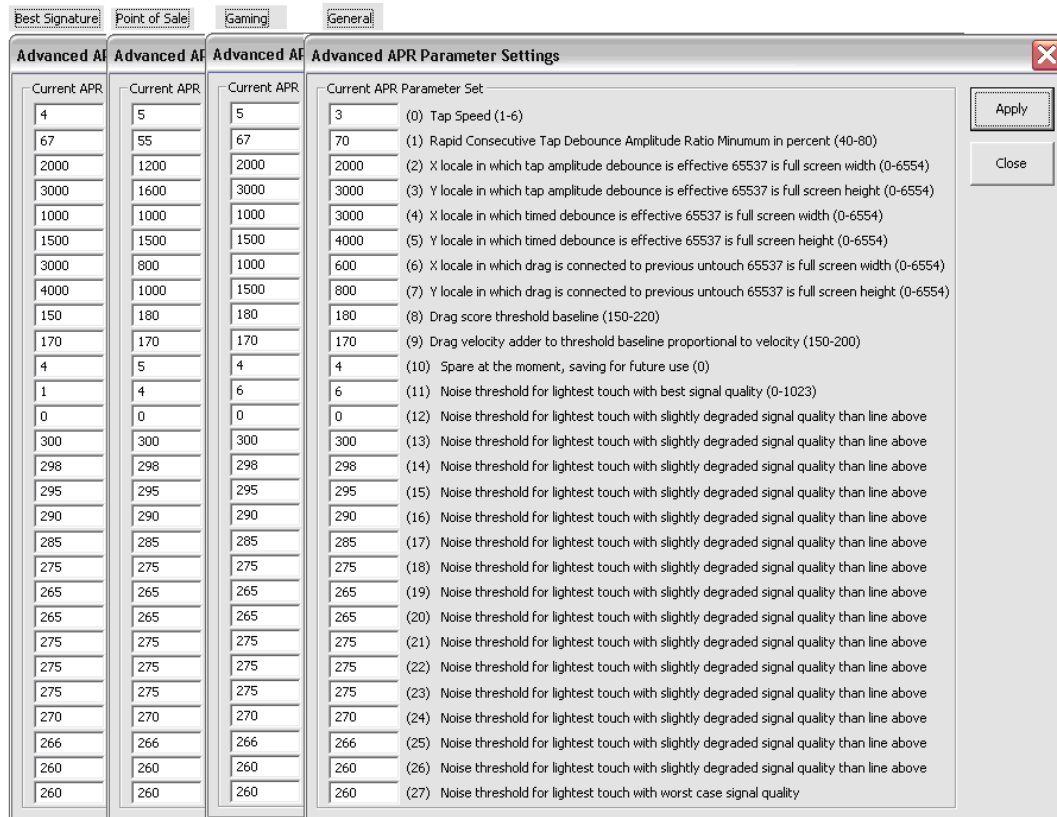 Best Signature Point of Sale Gaming General
Advanced AF Advanced AF Advanced AF Advanced APR Parameter Settings
Current APR Current APR Current APR Current APR Parameter Set
4 5 5 3 (0) Tap Speed (1-6) Apply
67 55 67 70 (1) Rapid Consecutive Tap Debounce Amplitude Ratio Minumum in percent (40-80)
2000 1200 2000 2000 (2) X locale in which tap amplitude debounce is effective 65537 is full screen width (0-6554) Close
3000 1600 3000 3000 (3) Y locale in which tap amplitude debounce is effective 65537 is full screen height (0-6554)
1000 1000 1000 3000 (4) X locale in which timed debounce is effective 65537 is full screen width (0-6554)
1500 1500 1500 4000 (5) Y locale in which timed debounce is effective 65537 is full screen height (0-6554)
3000 800 1000 600 (6) X locale in which drag is connected to previous untouch 65537 is full screen width (0-6554)
4000 1000 1500 800 (7) Y locale in which drag is connected to previous untouch 65537 is full screen height (0-6554)
150 180 180 180 (8) Drag score threshold baseline (150-220)
170 170 170 170 (9) Drag velocity adder to threshold baseline proportional to velocity (150-200)
4 5 4 4 (10) Spare at the moment, saving for future use (0)
1 4 6 6 (11) Noise threshold for lightest touch with best signal quality (0-1023)
0 0 0 0 (12) Noise threshold for lightest touch with slightly degraded signal quality than line above
300 300 300 300 (13) Noise threshold for lightest touch with slightly degraded signal quality than line above
298 298 298 298 (14) Noise threshold for lightest touch with slightly degraded signal quality than line above
295 295 295 295 (15) Noise threshold for lightest touch with slightly degraded signal quality than line above
290 290 290 290 (16) Noise threshold for lightest touch with slightly degraded signal quality than line above
285 285 285 285 (17) Noise threshold for lightest touch with slightly degraded signal quality than line above
275 275 275 275 (18) Noise threshold for lightest touch with slightly degraded signal quality than line above
265 265 265 265 (19) Noise threshold for lightest touch with slightly degraded signal quality than line above
265 265 265 265 (20) Noise threshold for lightest touch with slightly degraded signal quality than line above
275 275 275 275 (21) Noise threshold for lightest touch with slightly degraded signal quality than line above
275 275 275 275 (22) Noise threshold for lightest touch with slightly degraded signal quality than line above
275 275 275 275 (23) Noise threshold for lightest touch with slightly degraded signal quality than line above
270 270 270 270 (24) Noise threshold for lightest touch with slightly degraded signal quality than line above
266 266 266 266 (25) Noise threshold for lightest touch with slightly degraded signal quality than line above
260 260 260 260 (26) Noise threshold for lightest touch with slightly degraded signal quality than line above
260 260 260 260 (27) Noise threshold for lightest touch with worst case signal quality